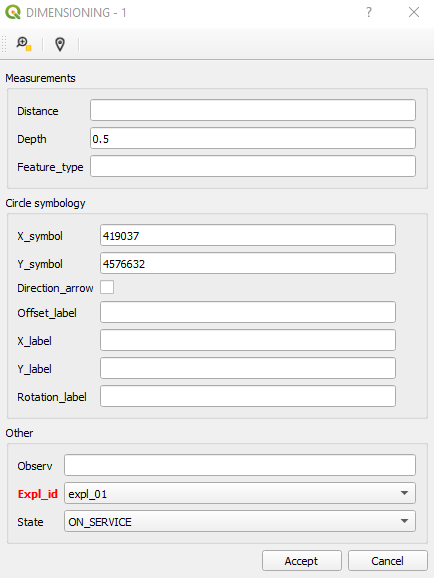 DIMENSIONING - 1
Measurements
Distance
Depth 0.5
Feature_type
Circle symbology
X_symbol 419037
Y_symbol 4576632
Direction_arrow
Offset_label
X_label
Y_label
Rotation_label
Other
Observ
Expl_id expl_01
State ON_SERVICE
Accept Cancel